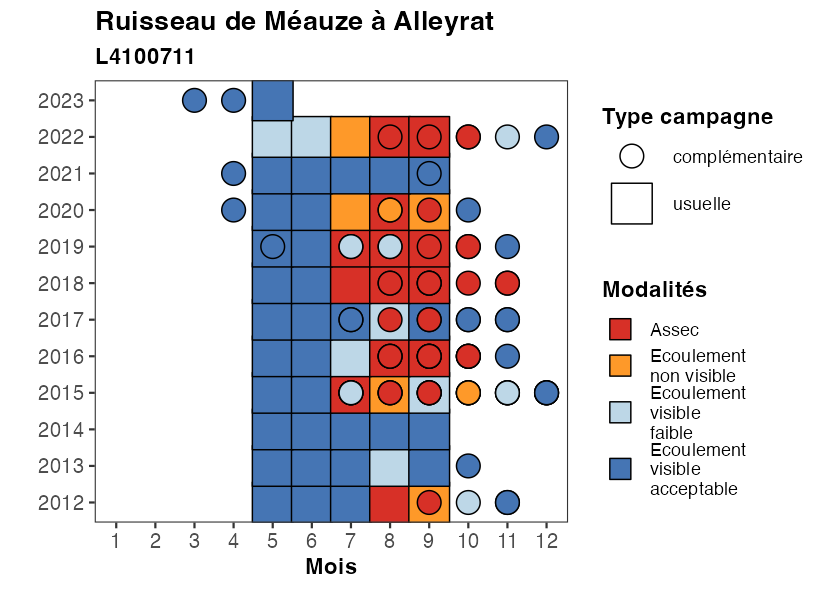 Ruisseau de Méauze à Alleyrat
L4100711
2023
2022
2021
2020
2019
2018
2017
2016
2015
2014
2013
2012
1 2 3 4 5 6 7 8 9 10 11 12
Mois
Type campagne
complémentaire
usuelle
Modalités
Assec
Ecoulement
non visible
Ecoulement
visible
faible
Ecoulement
visible
acceptable